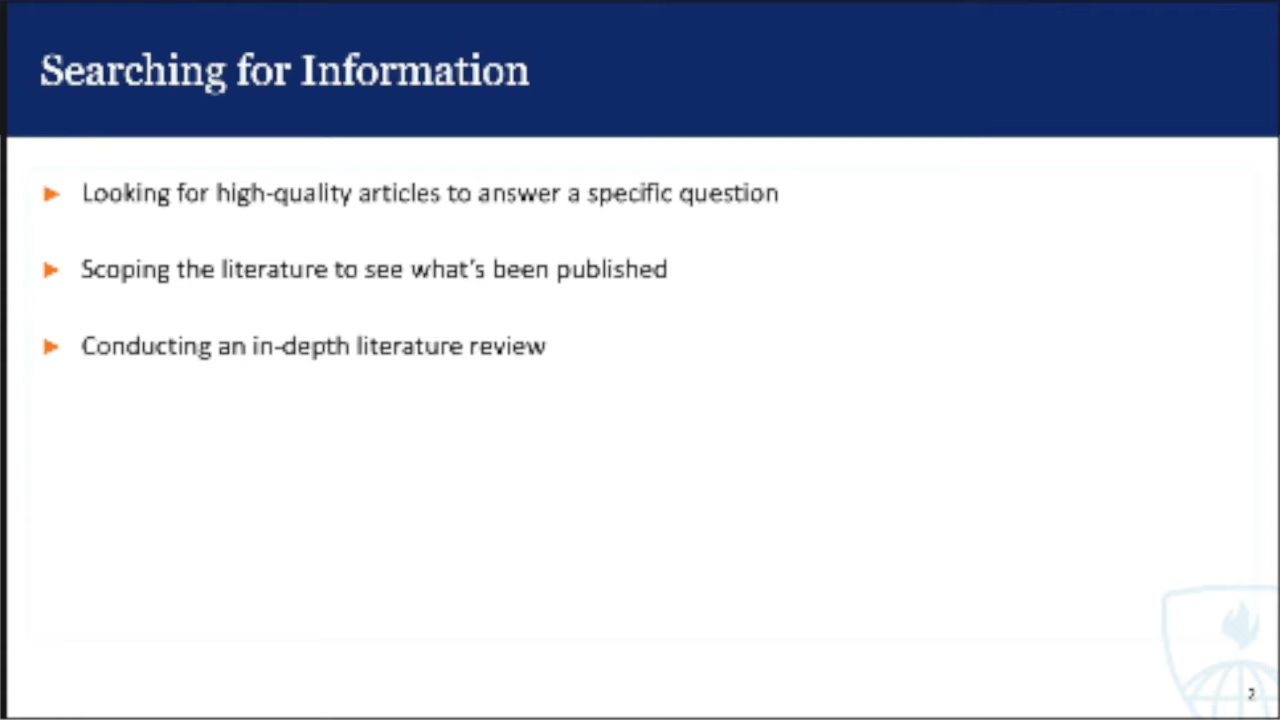 Searching for Information
Looking for high-quality articles to answer a specific question
Scoping the literature to see what's been published
Conducting an in-depth literature review
2